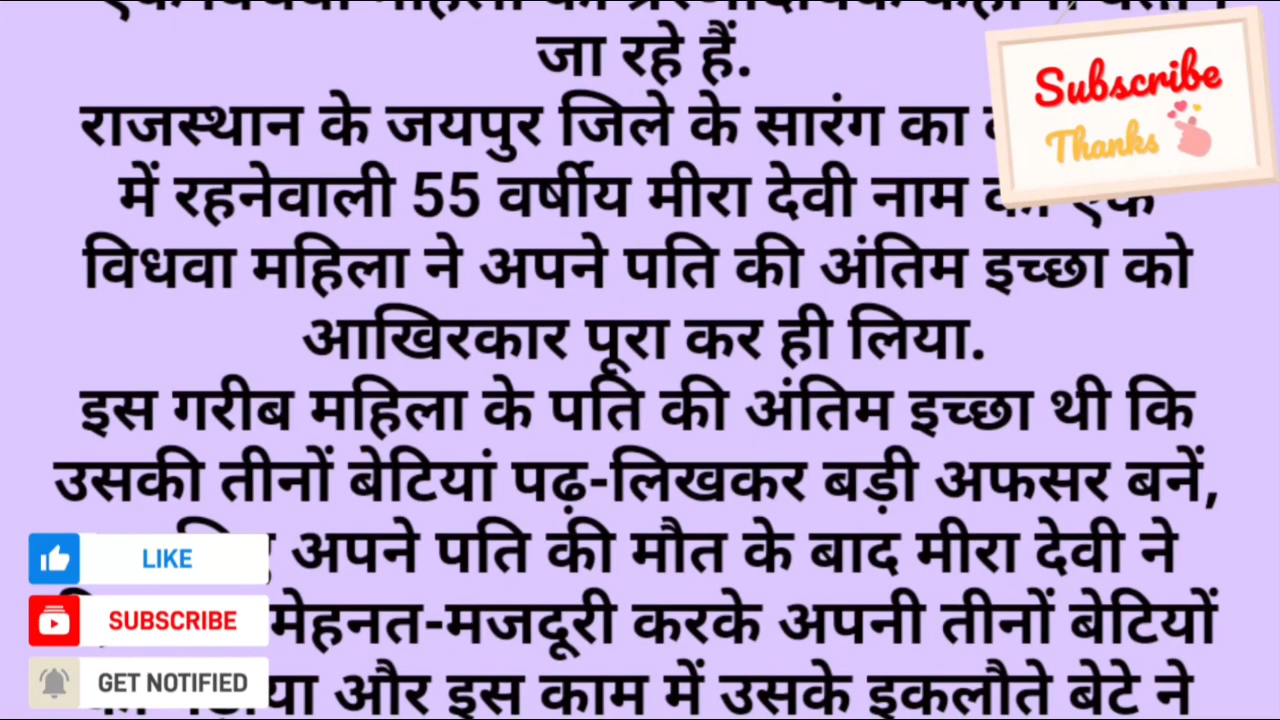 जा रहे हैं.
राजस्थान के जयपुर जिले के सारंग का
में रहनेवाली 55 वर्षीय मीरा देवी नाम की एक
विधवा महिला ने अपने पति की अंतिम इच्छा को
आखिरकार पूरा कर ही लिया.
इस गरीब महिला के पति की अंतिम इच्छा थी कि
उसकी तीनों बेटियां पढ़-लिखकर बड़ी अफसर बनें,
अपने पति की मौत के बाद मीरा देवी ने
मेहनत-मजदूरी करके अपनी तीनों बेटियों
और इस काम में उसके इकलौते बेटे ने
Subscribe
Thanks
LIKE
SUBSCRIBE
GET NOTIFIED